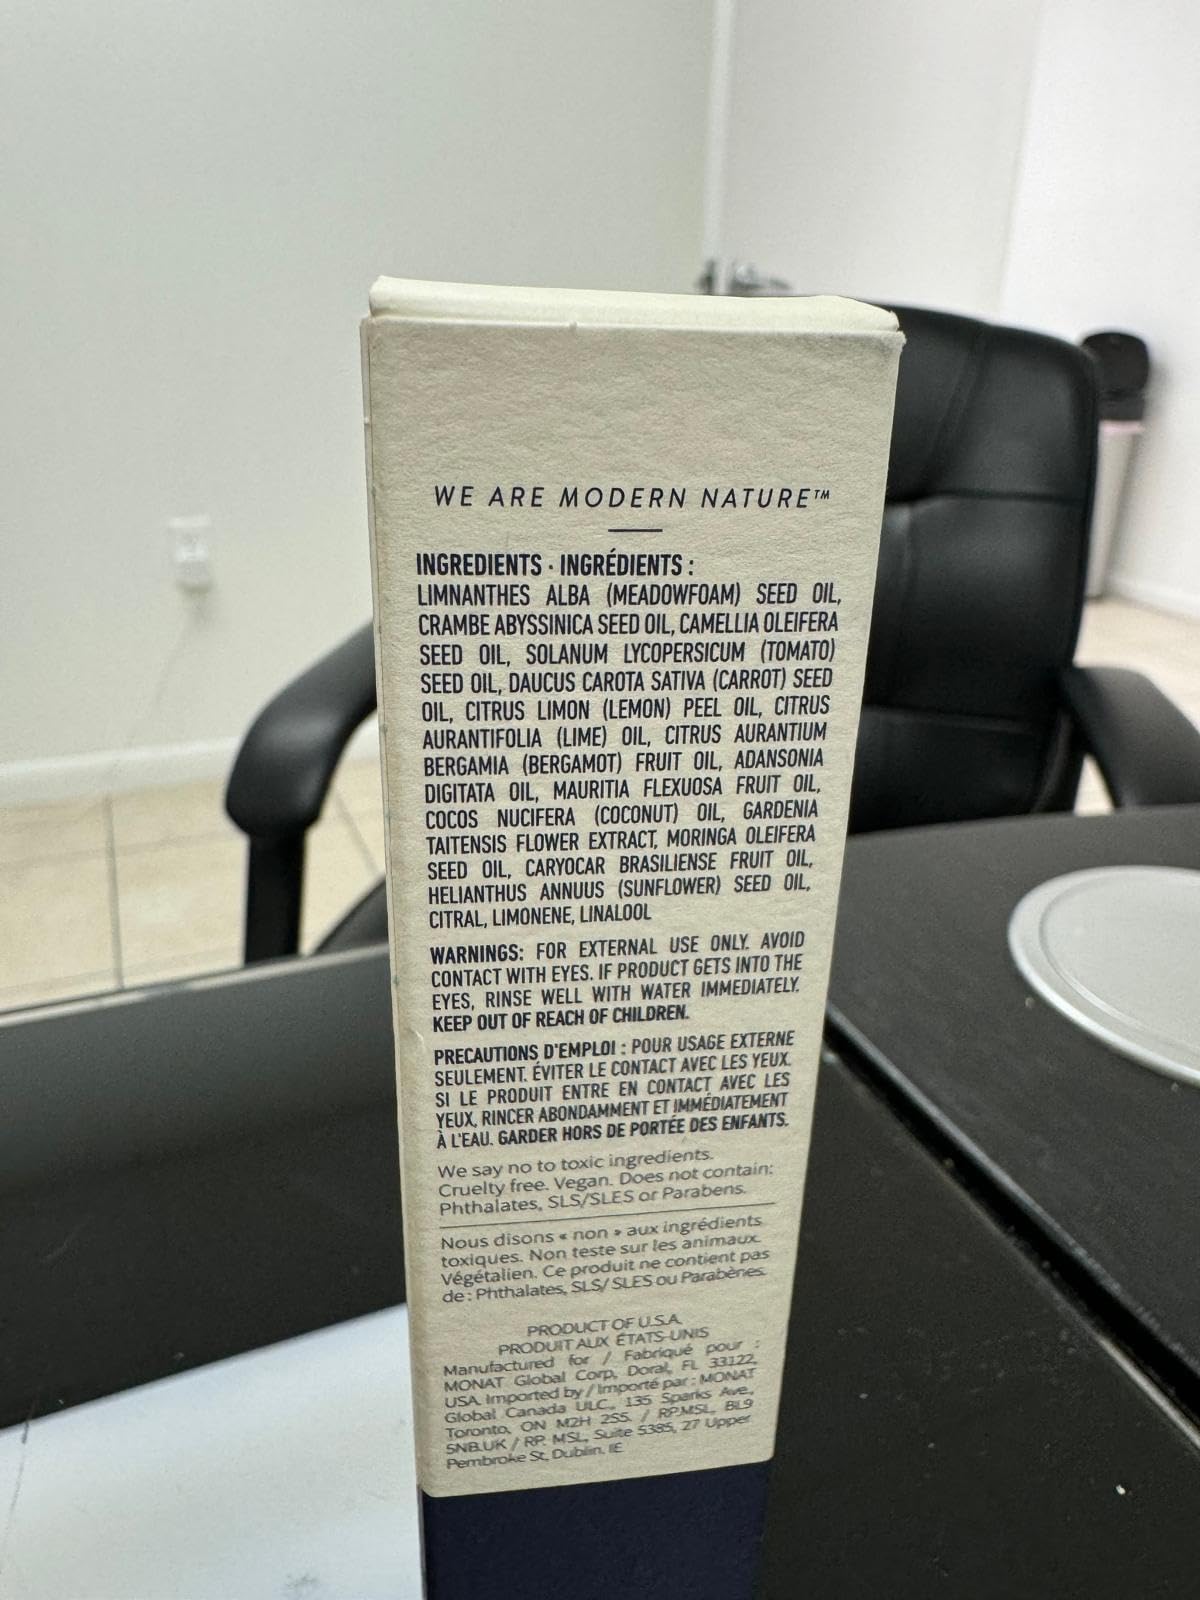 WE ARE MODERN NATURE™
INGREDIENTS · INGRÉDIENTS :
LIMNANTHES ALBA (MEADOWFOAM) SEED OIL,
CRAMBE ABYSSINICA SEED OIL, CAMELLIA OLEIFERA
SEED OIL, SOLANUM LYCOPERSICUM (TOMATO)
SEED OIL, DAUCUS CAROTA SATIVA (CARROT) SEED
OIL, CITRUS LIMON (LEMON) PEEL OIL, CITRUS
AURANTIFOLIA (LIME) OIL, CITRUS AURANTIUM
BERGAMIA (BERGAMOT) FRUIT OIL, ADANSONIA
DIGITATA OIL, MAURITIA FLEXUOSA FRUIT OIL,
COCOS NUCIFERA (COCONUT) OIL, GARDENIA
TAITENSIS FLOWER EXTRACT, MORINGA OLEIFERA
SEED OIL, CARYOCAR BRASILIENSE FRUIT OIL,
HELIANTHUS ANNUUS (SUNFLOWER) SEED OIL,
CITRAL, LIMONENE, LINALOOL
WARNINGS: FOR EXTERNAL USE ONLY. AVOID
CONTACT WITH EYES. IF PRODUCT GETS INTO THE
EYES, RINSE WELL WITH WATER IMMEDIATELY.
KEEP OUT OF REACH OF CHILDREN.
PRECAUTIONS D'EMPLOI : POUR USAGE EXTERNE
SEULEMENT. ÉVITER LE CONTACT AVEC LES YEUX.
SI LE PRODUIT ENTRE EN CONTACT AVEC LES
YEUX, RINCER ABONDAMMENT ET IMMÉDIATEMENT
À L'EAU. GARDER HORS DE PORTÉE DES ENFANTS.
We say no to toxic ingredients.
Cruelty free. Vegan. Does not contain:
Phthalates, SLS/SLES or Parabens.
Nous disons « non » aux ingrédients
toxiques. Non teste sur les animaux.
Végétalien. Ce produit ne contient pas
de : Phthalates, SLS/ SLES ou Parabènes.
PRODUCT OF U.S.A.
PRODUIT AUX ÉTATS-UNIS
Manufactured for / Fabriqué pour :
MONAT Global Corp, Doral, FL 33122,
USA. Imported by / Importé par : MONAT
Global Canada ULC., 135 Sparks Ave.,
Toronto, ON M2H 2S5. / RP.MSL, BL9
5NB.UK / RP. MSL, Suite 5385, 27 Upper
Pembroke St, Dublin. IE